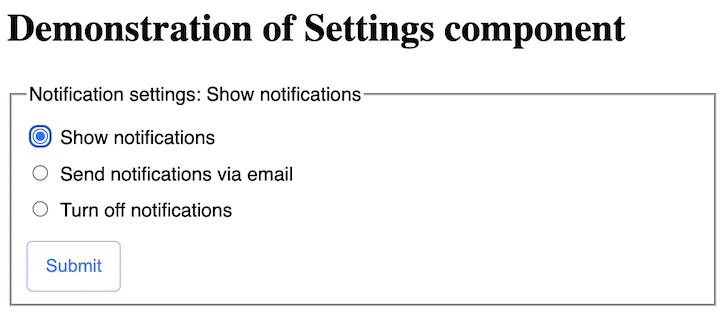 Demonstration of Settings component
Notification settings: Show notifications
Show notifications
Send notifications via email
Turn off notifications
Submit